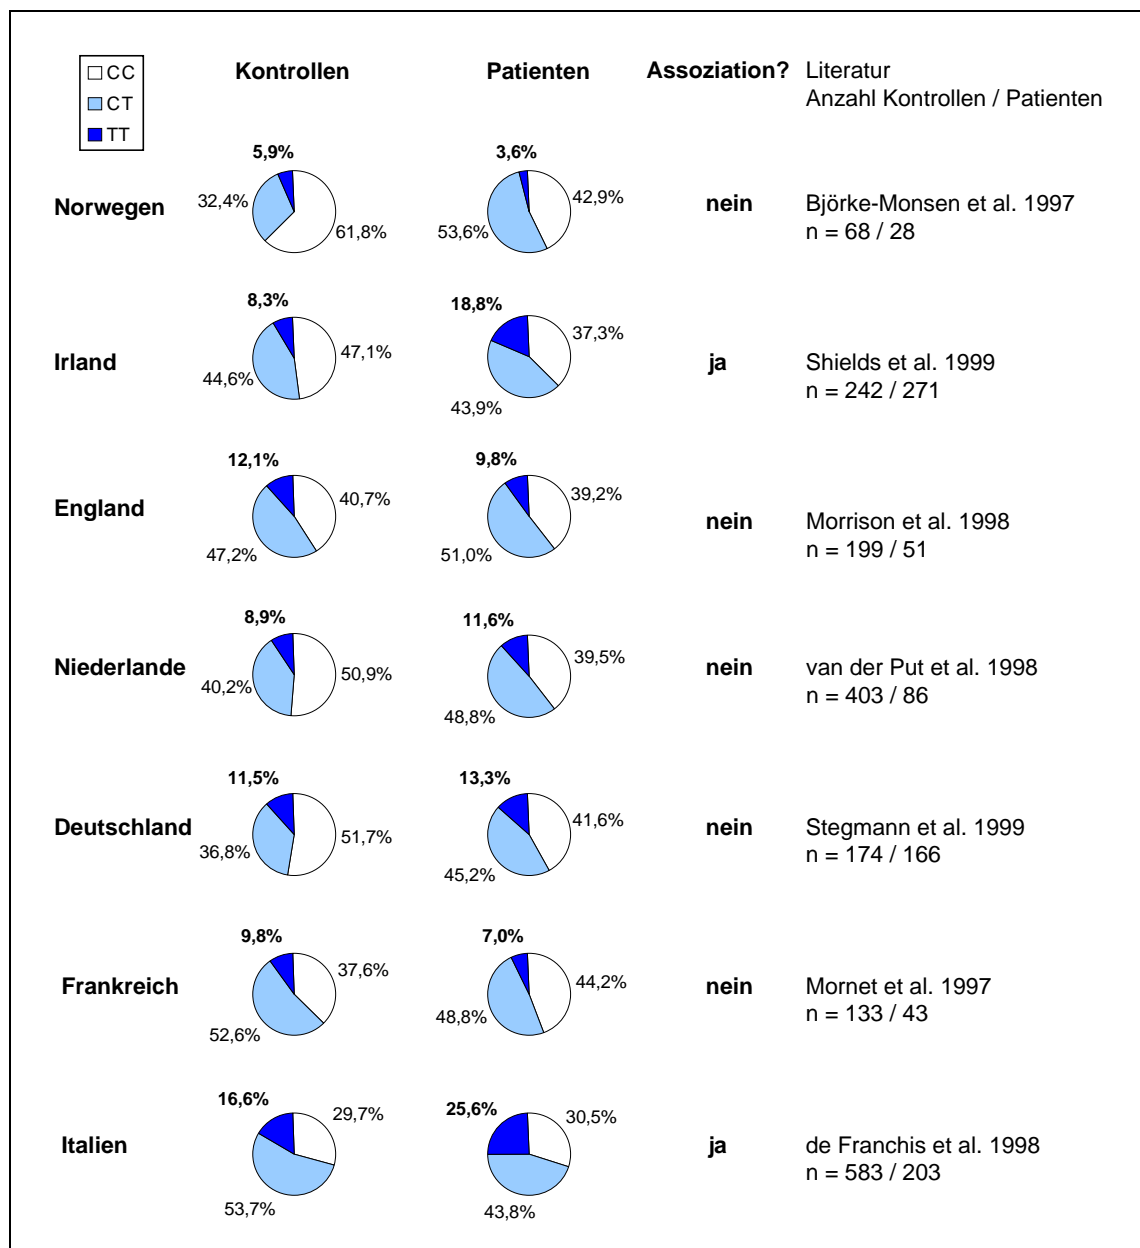 CC
CT
TT
Kontrollen
Patienten
Assoziation?
Literatur
Anzahl Kontrollen / Patienten
Norwegen
5,9%
32,4%
61,8%
3,6%
42,9%
53,6%
nein
Björke-Monsen et al. 1997
n = 68 / 28
Irland
8,3%
47,1%
44,6%
18,8%
37,3%
43,9%
ja
Shields et al. 1999
n = 242 / 271
England
12,1%
40,7%
47,2%
9,8%
39,2%
51,0%
nein
Morrison et al. 1998
n = 199 / 51
Niederlande
8,9%
50,9%
40,2%
11,6%
39,5%
48,8%
nein
van der Put et al. 1998
n = 403 / 86
Deutschland
11,5%
51,7%
36,8%
13,3%
41,6%
45,2%
nein
Stegmann et al. 1999
n = 174 / 166
Frankreich
9,8%
37,6%
52,6%
7,0%
44,2%
48,8%
nein
Mornet et al. 1997
n = 133 / 43
Italien
16,6%
29,7%
53,7%
25,6%
30,5%
43,8%
ja
de Franchis et al. 1998
n = 583 / 203